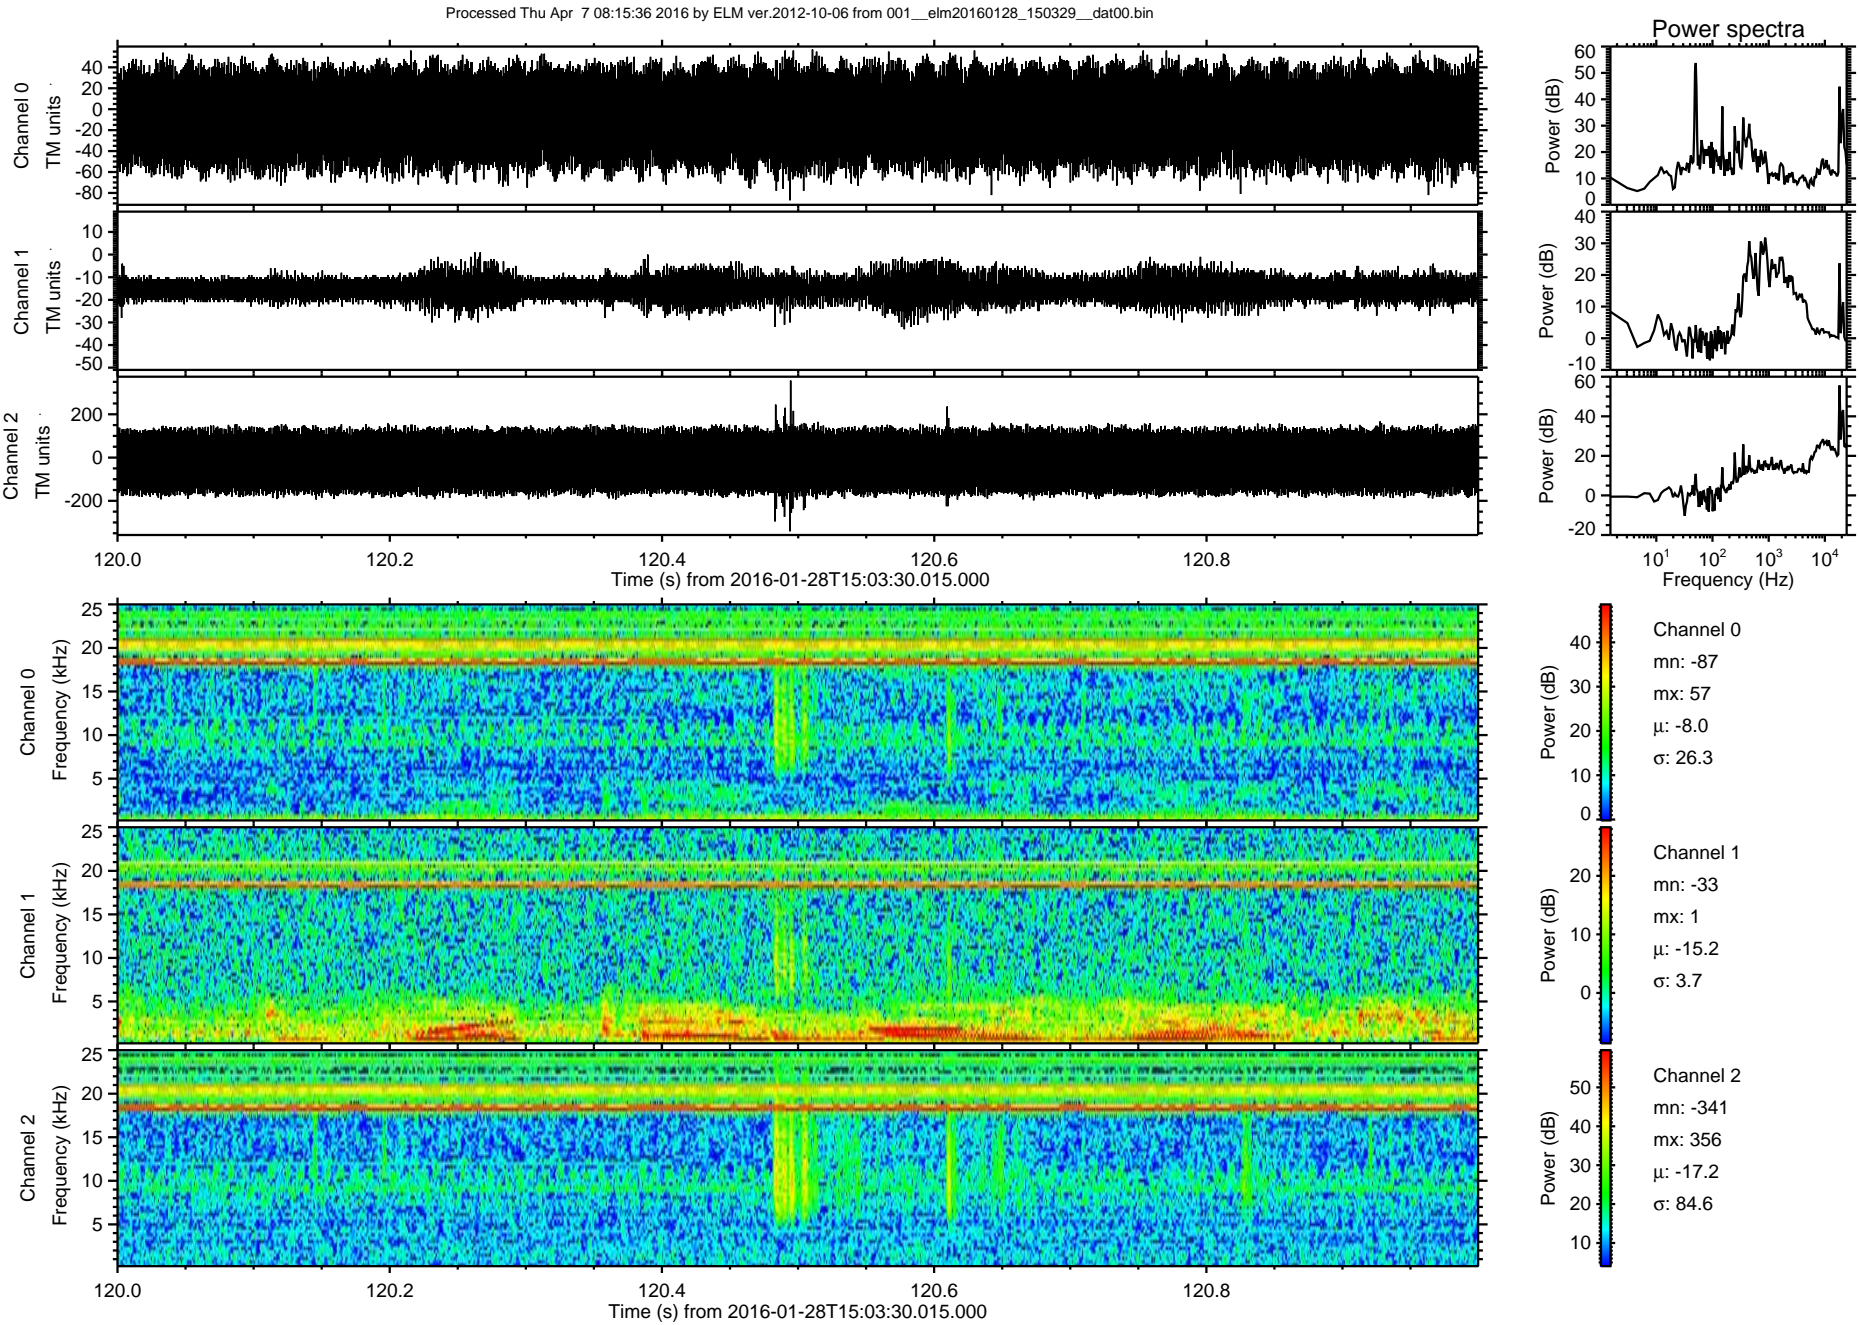 Processed Thu Apr 7 08:15:36 2016 by ELM ver.2012-10-06 from 001__elm20160128_150329__dat00.bin
Power spectra
Channel 0
TM units
40
20
0
-20
-40
-60
-80
Power (dB)
60
50
40
30
20
10
0
Channel 1
TM units
10
0
-10
-20
-30
-40
-50
Power (dB)
40
30
20
10
0
-10
Channel 2
TM units
200
0
-200
Power (dB)
60
40
20
0
-20
120.0 120.2 120.4 120.6 120.8
Time (s) from 2016-01-28T15:03:30.015.000
10¹ 10² 10³ 10⁴
Frequency (Hz)
Channel 0
Frequency (kHz)
25
20
15
10
5
Power (dB)
40
30
20
10
0
Channel 0
mn: -87
mx: 57
μ: -8.0
σ: 26.3
Channel 1
Frequency (kHz)
25
20
15
10
5
Power (dB)
20
10
0
Channel 1
mn: -33
mx: 1
μ: -15.2
σ: 3.7
Channel 2
Frequency (kHz)
25
20
15
10
5
Power (dB)
50
40
30
20
10
Channel 2
mn: -341
mx: 356
μ: -17.2
σ: 84.6
120.0 120.2 120.4 120.6 120.8
Time (s) from 2016-01-28T15:03:30.015.000